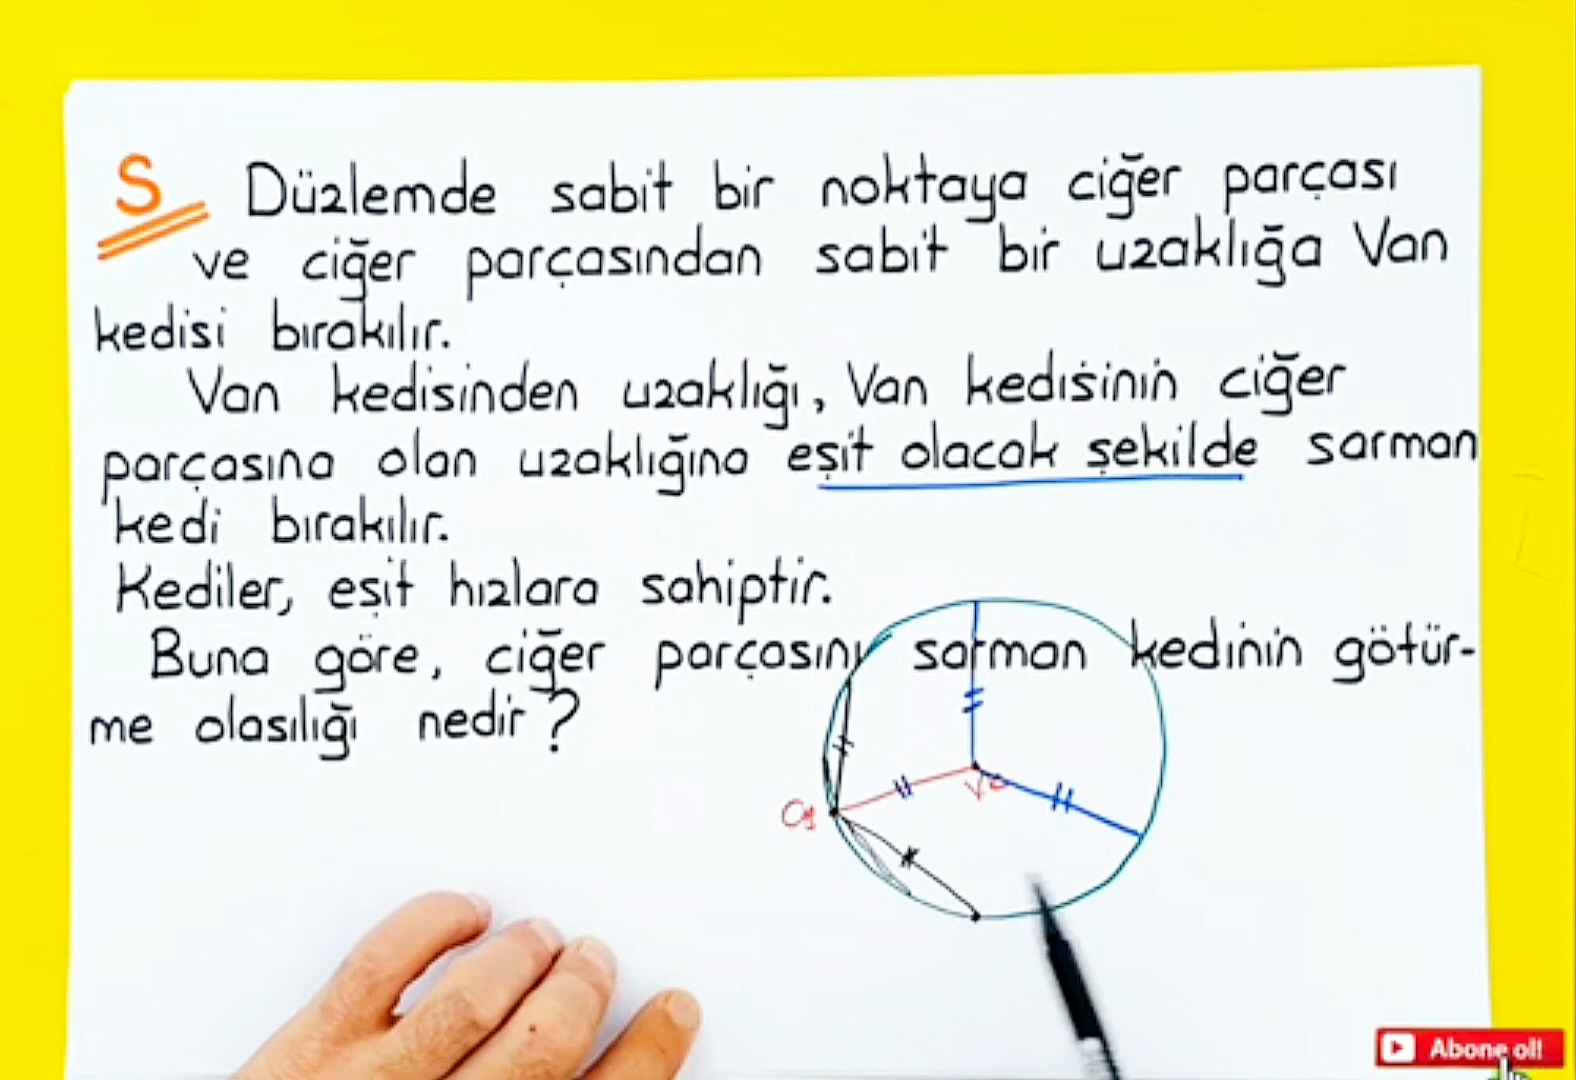 S Düzlemde sabit bir noktaya ciğer parçası
ve ciğer parçasından sabit bir uzaklığa Van
kedisi bırakılır.
Van kedisinden uzaklığı, Van kedisinin ciğer
parçasına olan uzaklığına eşit olacak şekilde sarman
kedi bırakılır.
Kediler, eşit hızlara sahiptir.
Buna göre, ciğer parçasını sarman kedinin götür-
me olasılığı nedir?
Vc
Abone ol!